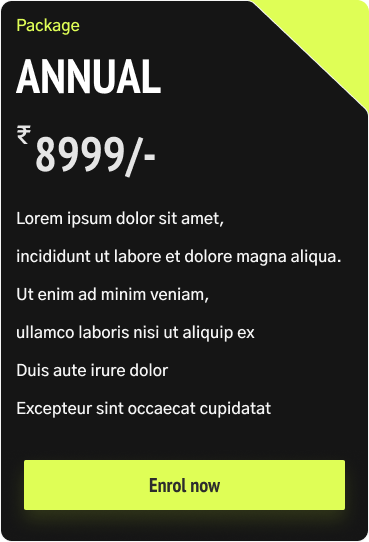 Package
ANNUAL
₹8999/-
Lorem ipsum dolor sit amet,
incididunt ut labore et dolore magna aliqua.
Ut enim ad minim veniam,
ullamco laboris nisi ut aliquip ex
Duis aute irure dolor
Excepteur sint occaecat cupidatat
Enrol now